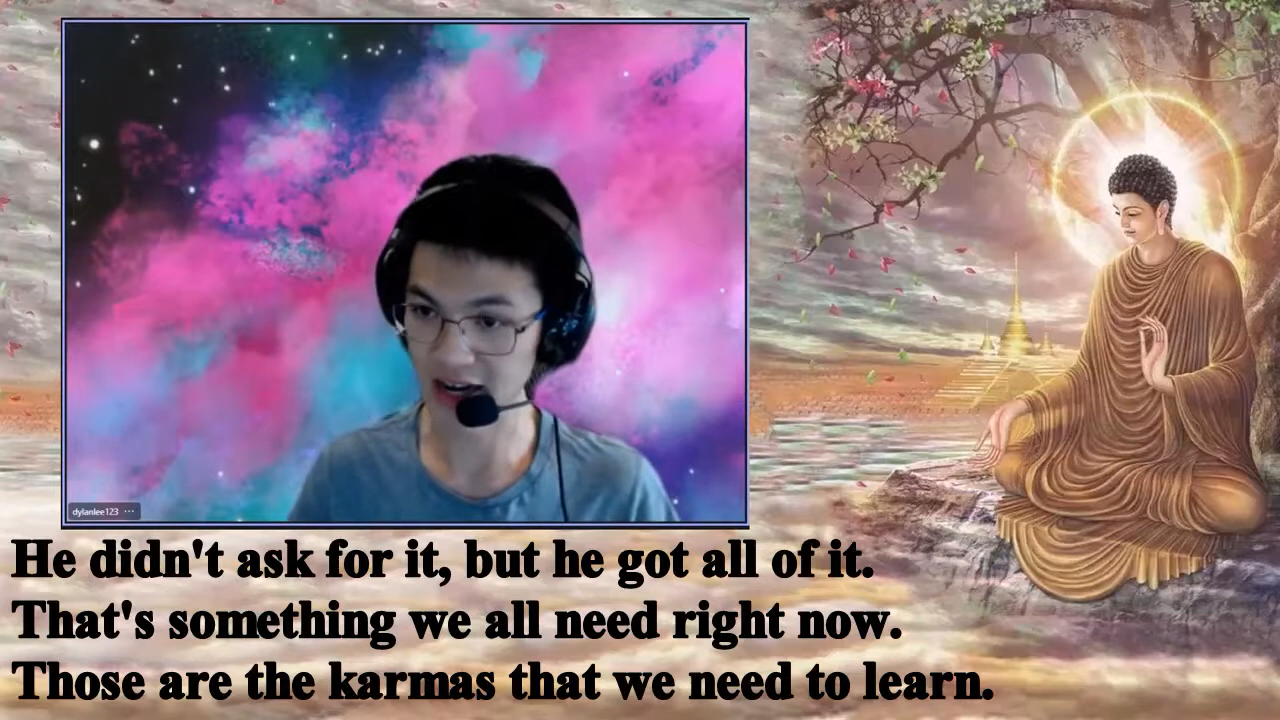 dylanlee123 ···
He didn't ask for it, but he got all of it.
That's something we all need right now.
Those are the karmas that we need to learn.